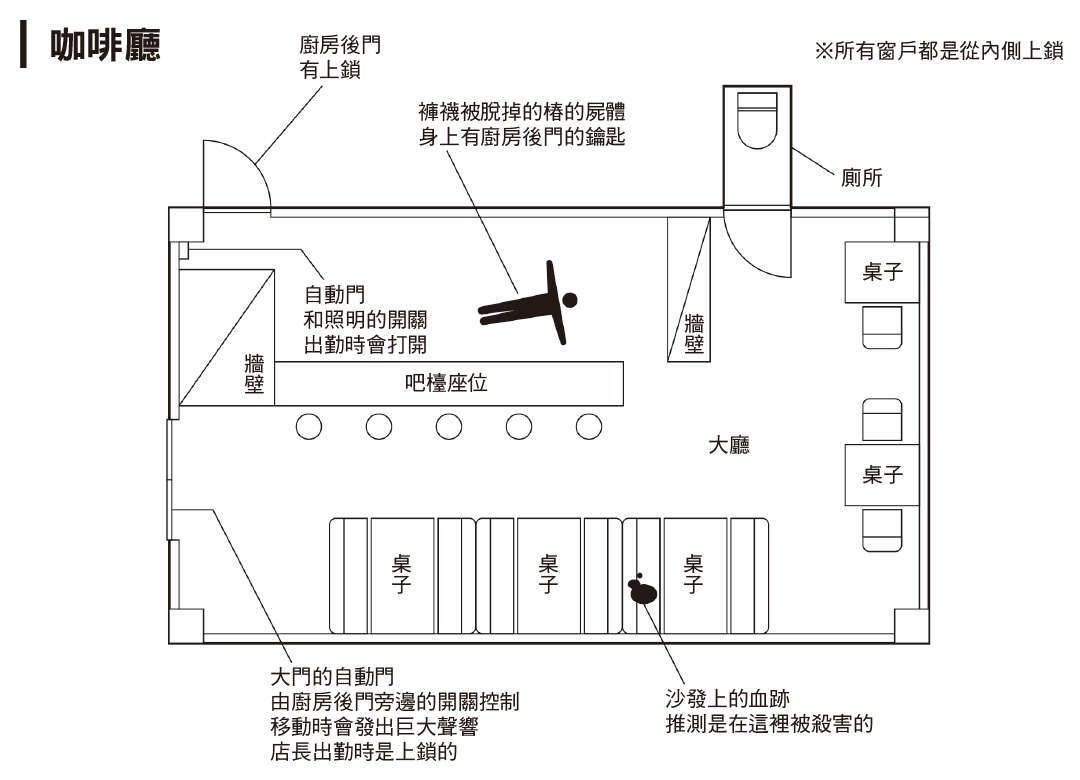 咖啡廳
廚房後門
有上鎖
※所有窗戶都是從內側上鎖
褲襪被脫掉的椿的屍體
身上有廚房後門的鑰匙
廁所
自動門
和照明的開關
出勤時會打開
牆壁
牆壁
桌子
吧檯座位
大廳
桌子
桌子
桌子
桌子
大門的自動門
由廚房後門旁邊的開關控制
移動時會發出巨大聲響
店長出勤時是上鎖的
沙發上的血跡
推測是在這裡被殺害的